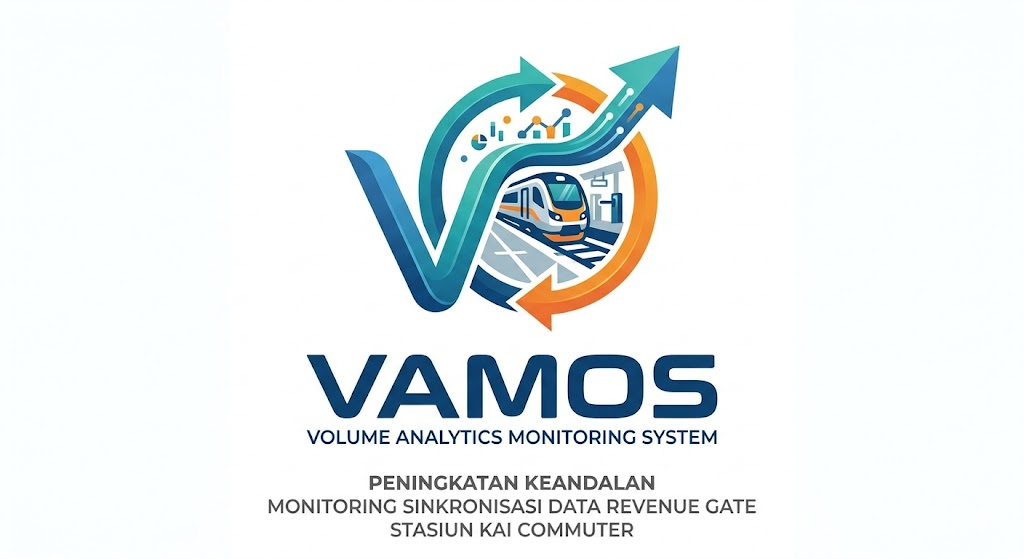 VAMOS
VOLUME ANALYTICS MONITORING SYSTEM
PENINGKATAN KEANDALAN
MONITORING SINKRONISASI DATA REVENUE GATE
STASIUN KAI COMMUTER